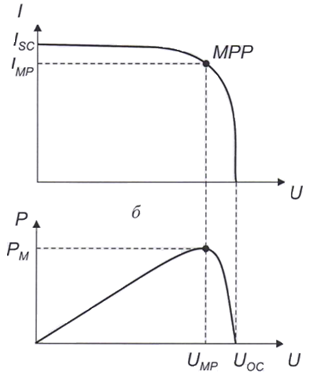 I
I_SC
MPP
I_MP
U
б
P
P_M
U_MP U_OC U